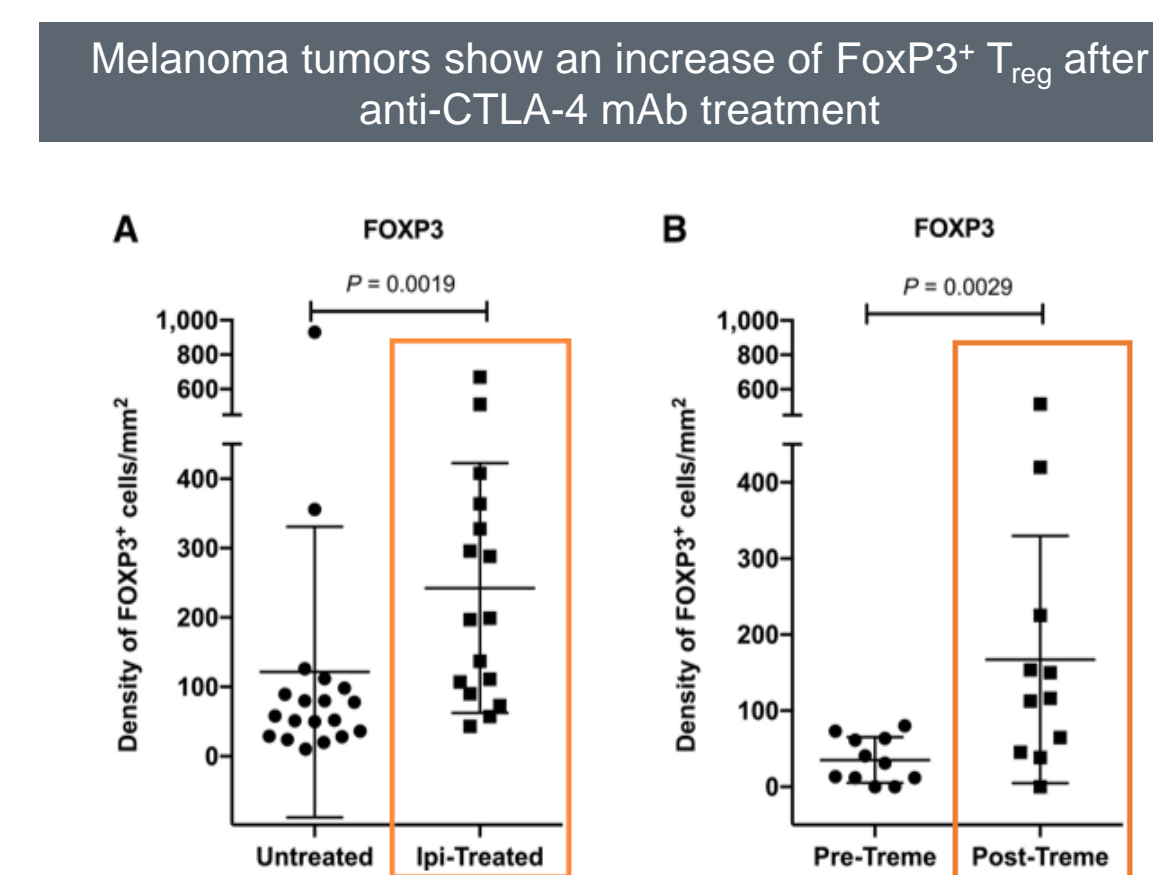 Melanoma tumors show an increase of FoxP3⁺ T_reg after
anti-CTLA-4 mAb treatment
A
FOXP3
P = 0.0019
1,000
800
600
400
300
200
100
0
Density of FOXP3⁺ cells/mm²
Untreated
Ipi-Treated
B
FOXP3
P = 0.0029
1,000
800
600
400
300
200
100
0
Density of FOXP3⁺ cells/mm²
Pre-Treme
Post-Treme